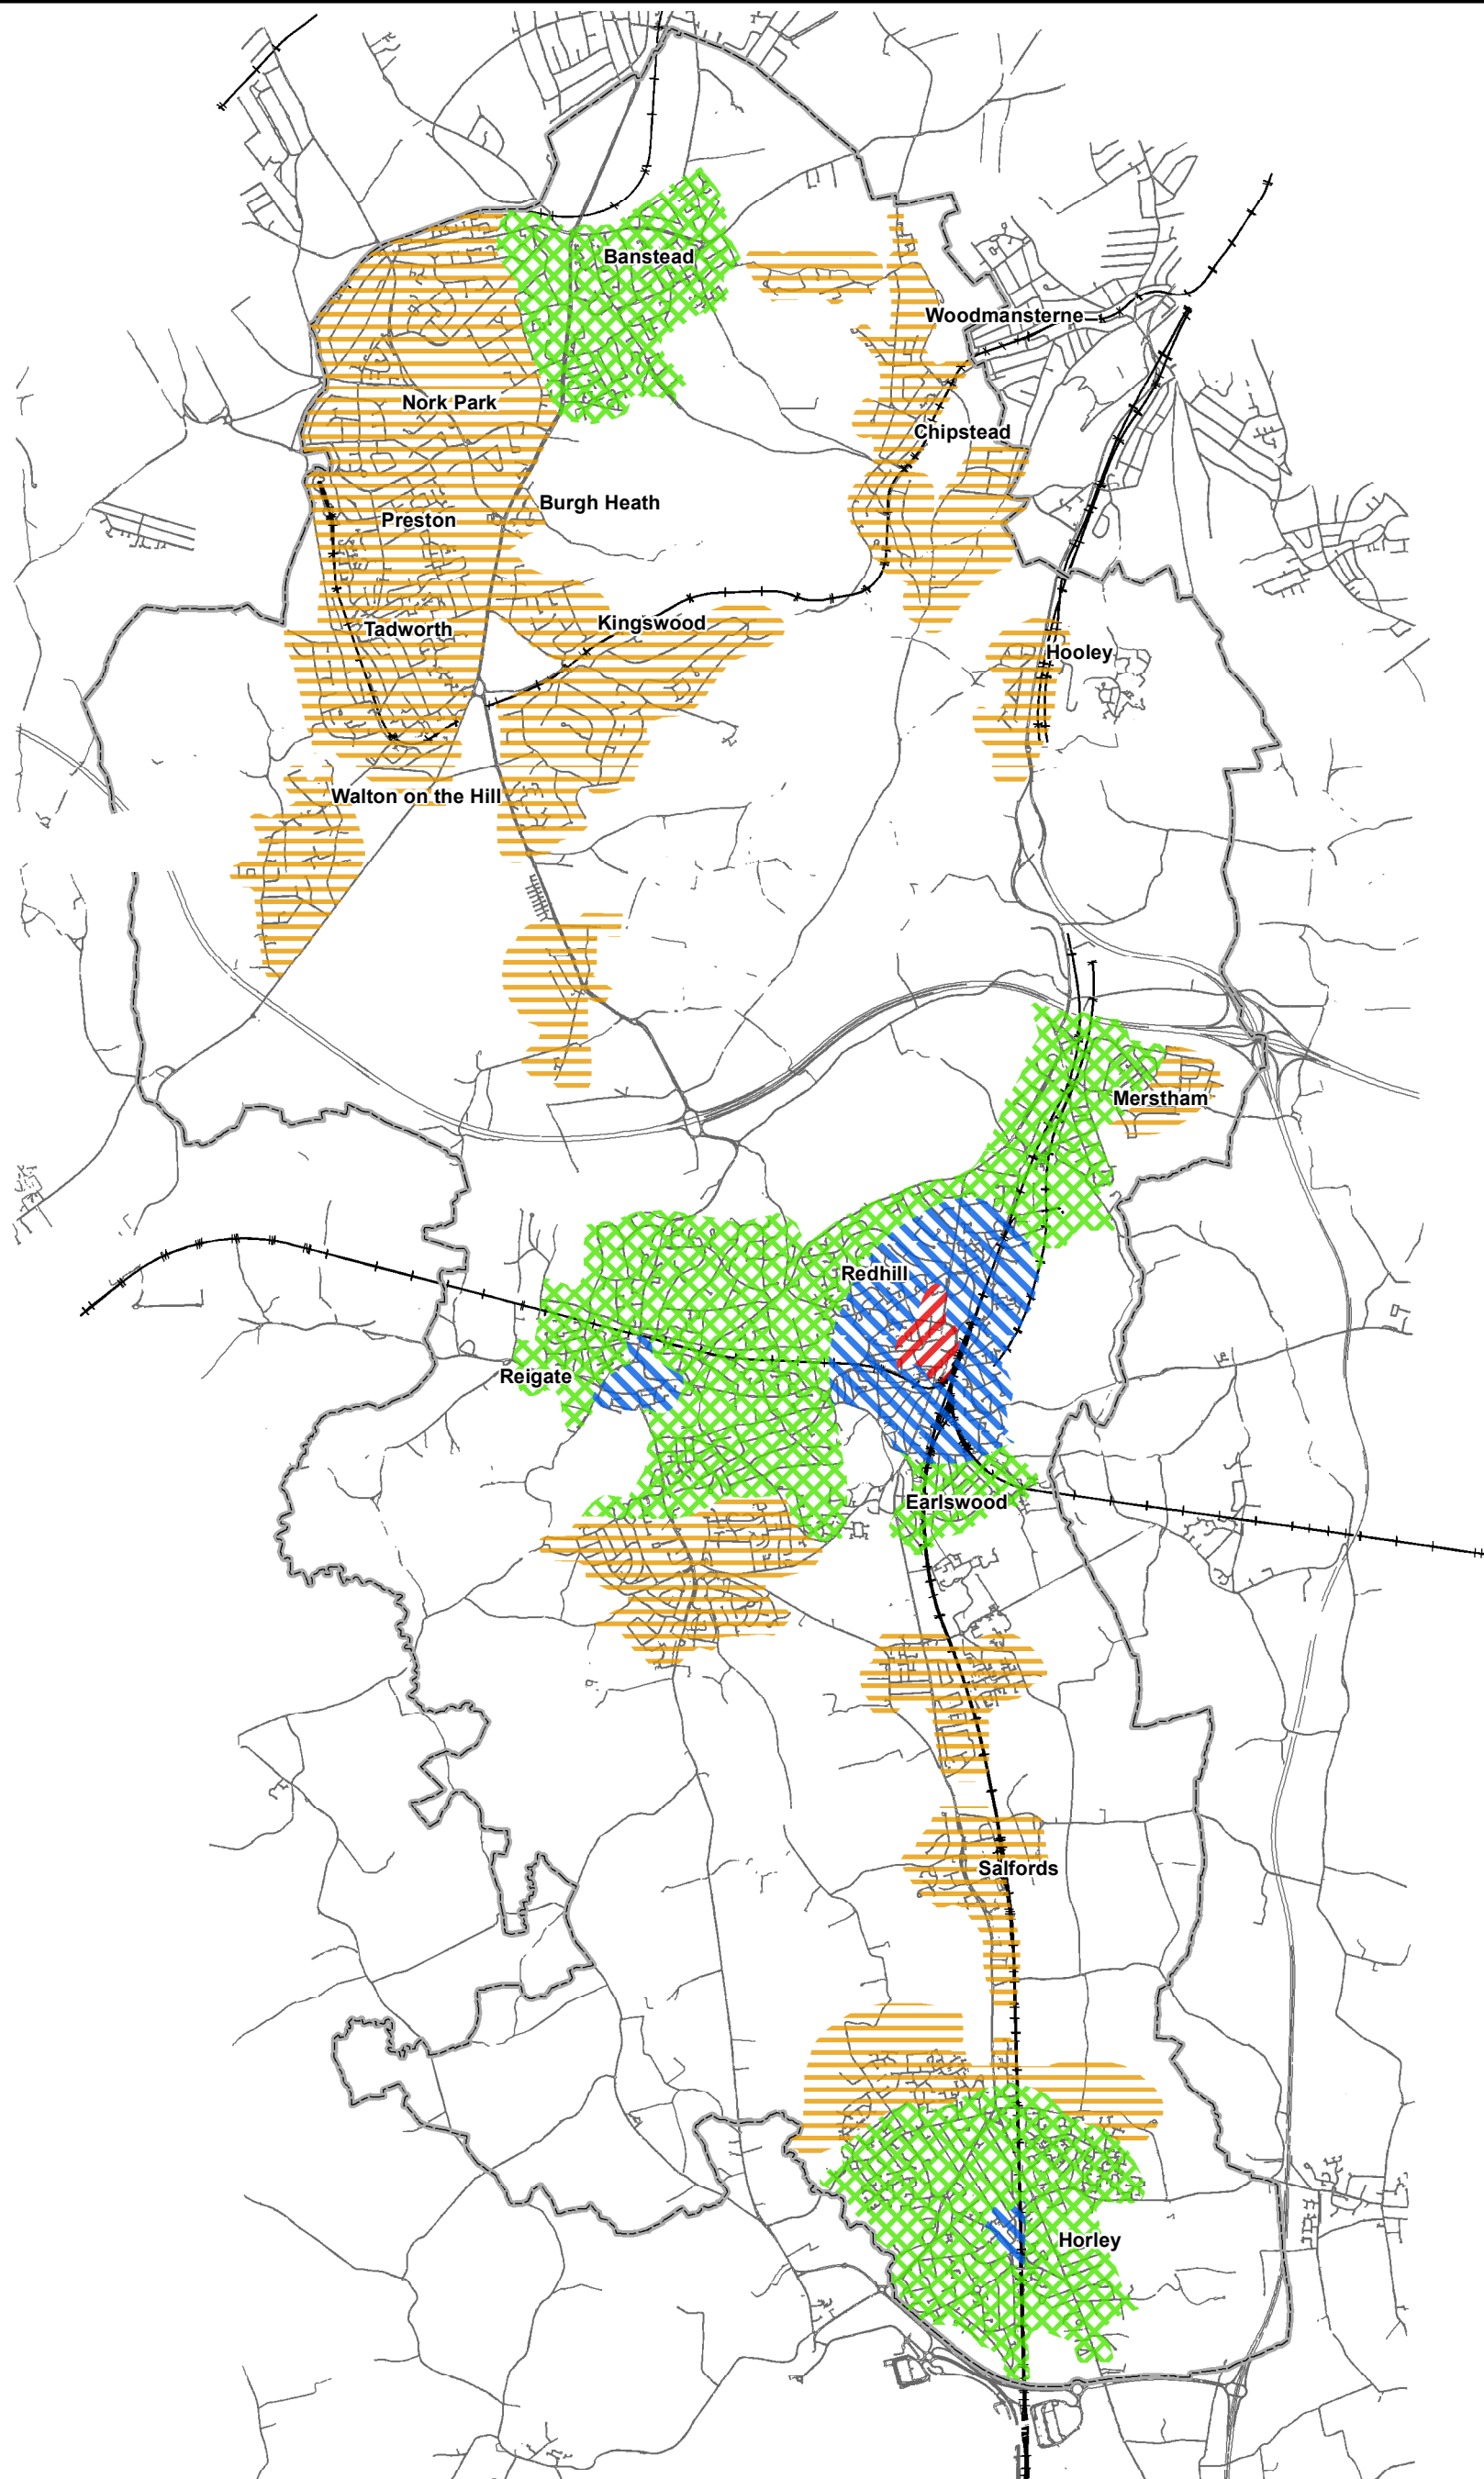 Banstead
Woodmansterne
Nork Park
Chipstead
Burgh Heath
Preston
Kingswood
Tadworth
Hooley
Walton on the Hill
Merstham
Redhill
Reigate
Earlswood
Salfords
Horley